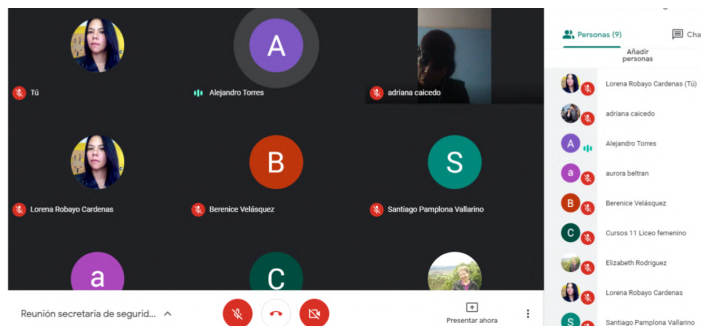 A
B
S
a
C
Tú
Alejandro Torres
adriana caicedo
Lorena Robayo Cardenas
Berenice Velásquez
Santiago Pamplona Vallarino
Reunión secretaria de segurid...
Presentar ahora
Personas (9)
Cha
Añadir
personas
Lorena Robayo Cardenas (Tú)
adriana caicedo
A
Alejandro Torres
a
aurora beltran
B
Berenice Velásquez
C
Cursos 11 Liceo femenino
Elizabeth Rodriguez
Lorena Robayo Cardenas
S
Santiago Pamplona Vallarino